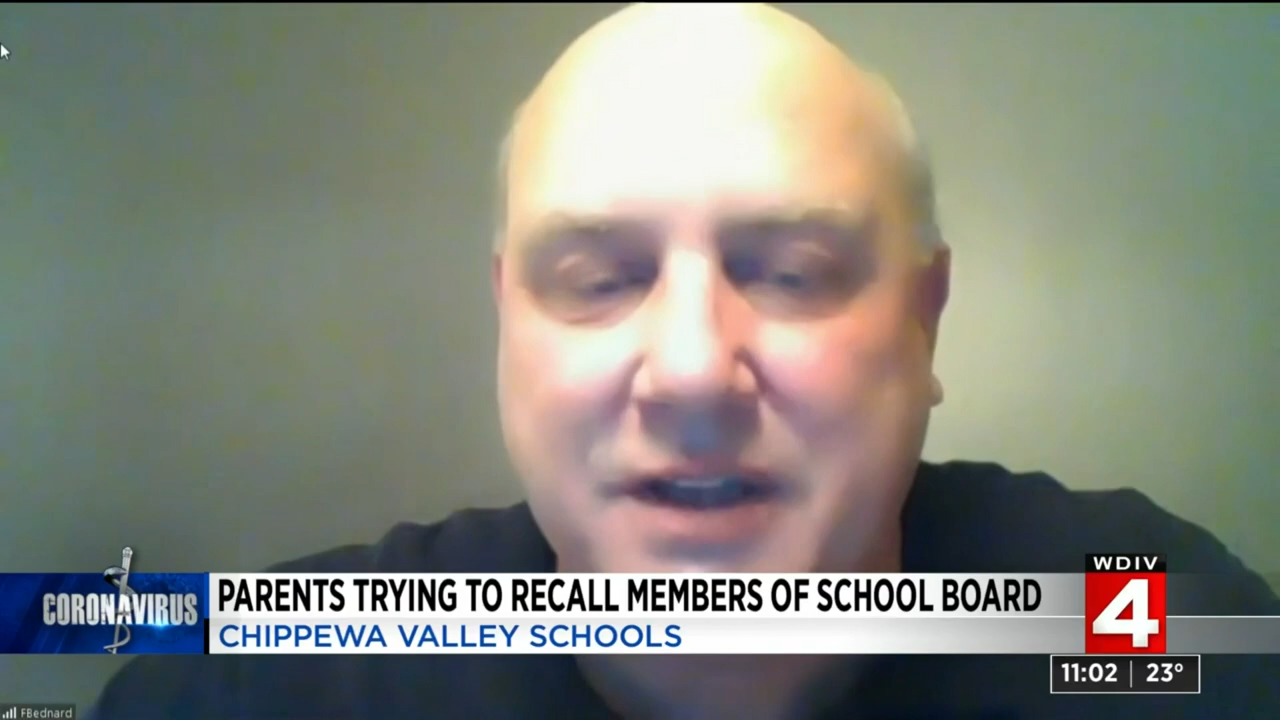 CORONAVIRUS
PARENTS TRYING TO RECALL MEMBERS OF SCHOOL BOARD
CHIPPEWA VALLEY SCHOOLS
WDIV
4
11:02 | 23°
FBednard